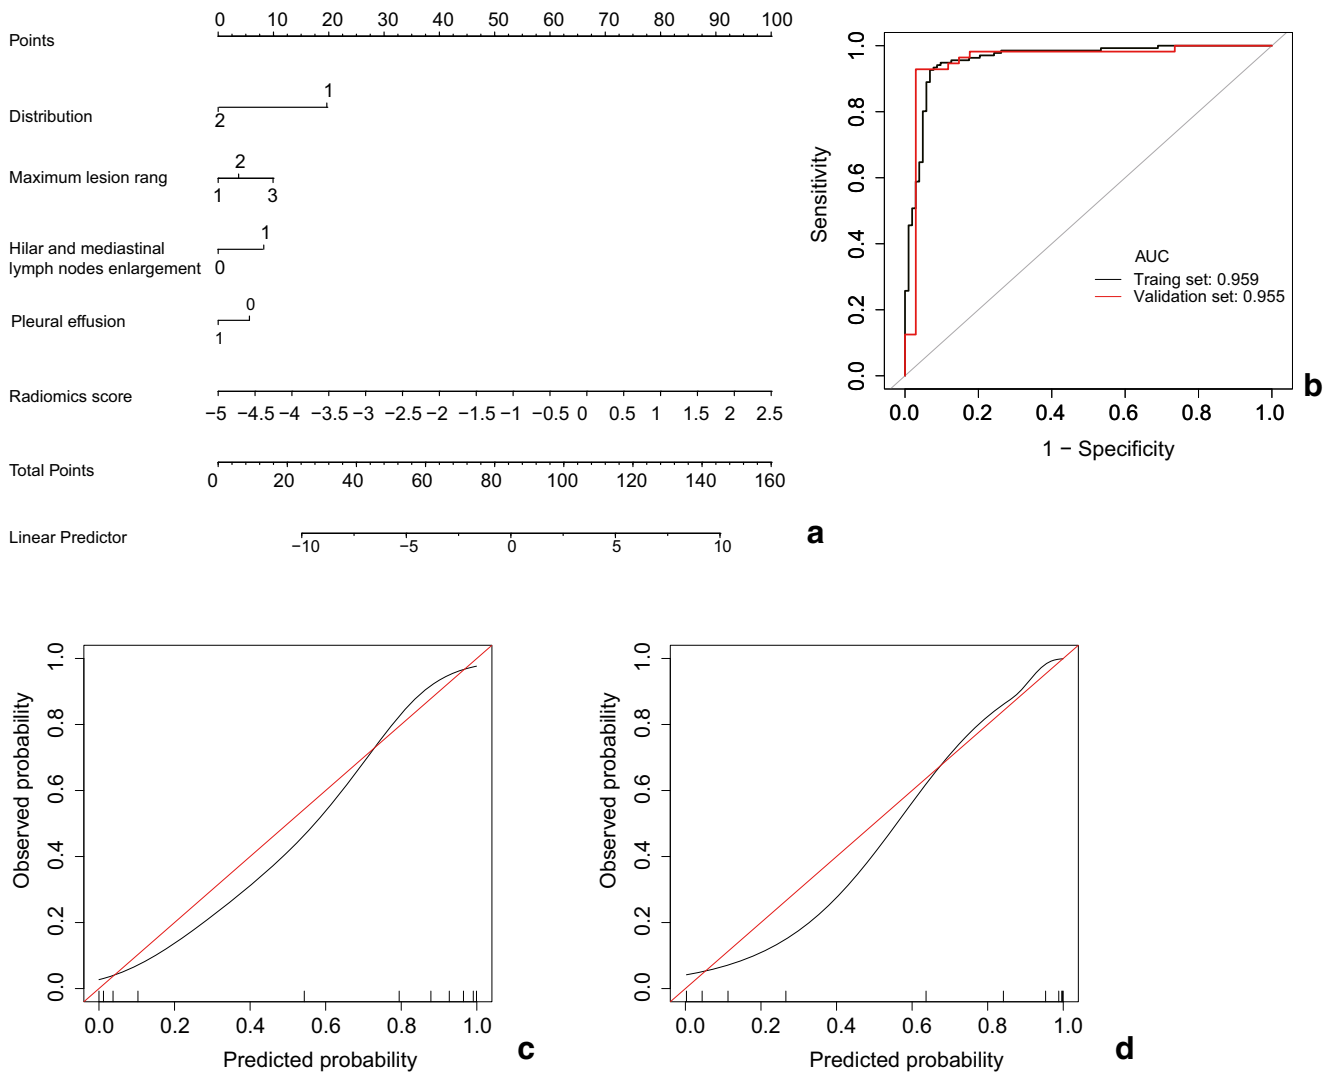 0 10 20 30 40 50 60 70 80 90 100
Points
1
Distribution
2
2
Maximum lesion rang
1 3
1
Hilar and mediastinal
lymph nodes enlargement 0
0
Pleural effusion
1
Radiomics score
−5 −4.5 −4 −3.5 −3 −2.5 −2 −1.5 −1 −0.5 0 0.5 1 1.5 2 2.5
Total Points
0 20 40 60 80 100 120 140 160
Linear Predictor
−10 −5 0 5 10
a
Sensitivity
0.0 0.2 0.4 0.6 0.8 1.0
AUC
Traing set: 0.959
Validation set: 0.955
0.0 0.2 0.4 0.6 0.8 1.0
1 − Specificity
b
Observed probability
0.0 0.2 0.4 0.6 0.8 1.0
0.0 0.2 0.4 0.6 0.8 1.0
Predicted probability
c
Observed probability
0.0 0.2 0.4 0.6 0.8 1.0
0.0 0.2 0.4 0.6 0.8 1.0
Predicted probability
d